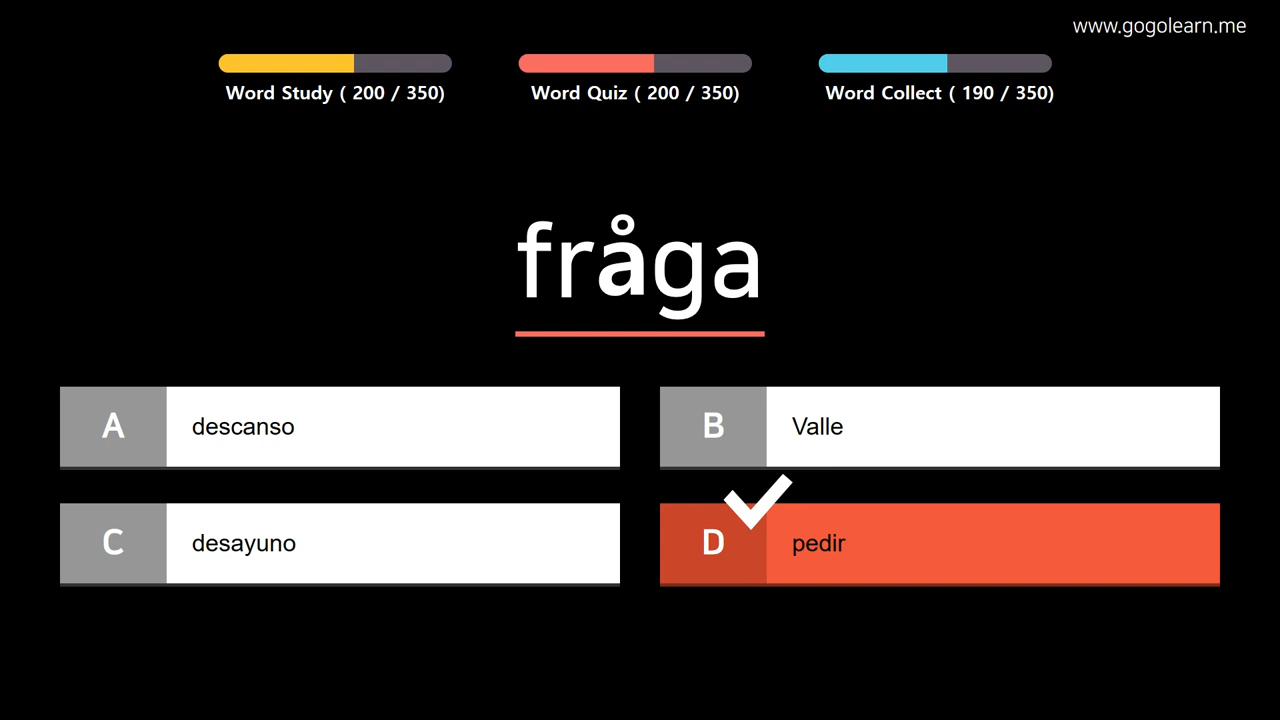 www.gogolearn.me
Word Study ( 200 / 350)
Word Quiz ( 200 / 350)
Word Collect ( 190 / 350)
fråga
A descanso
B Valle
C desayuno
D pedir